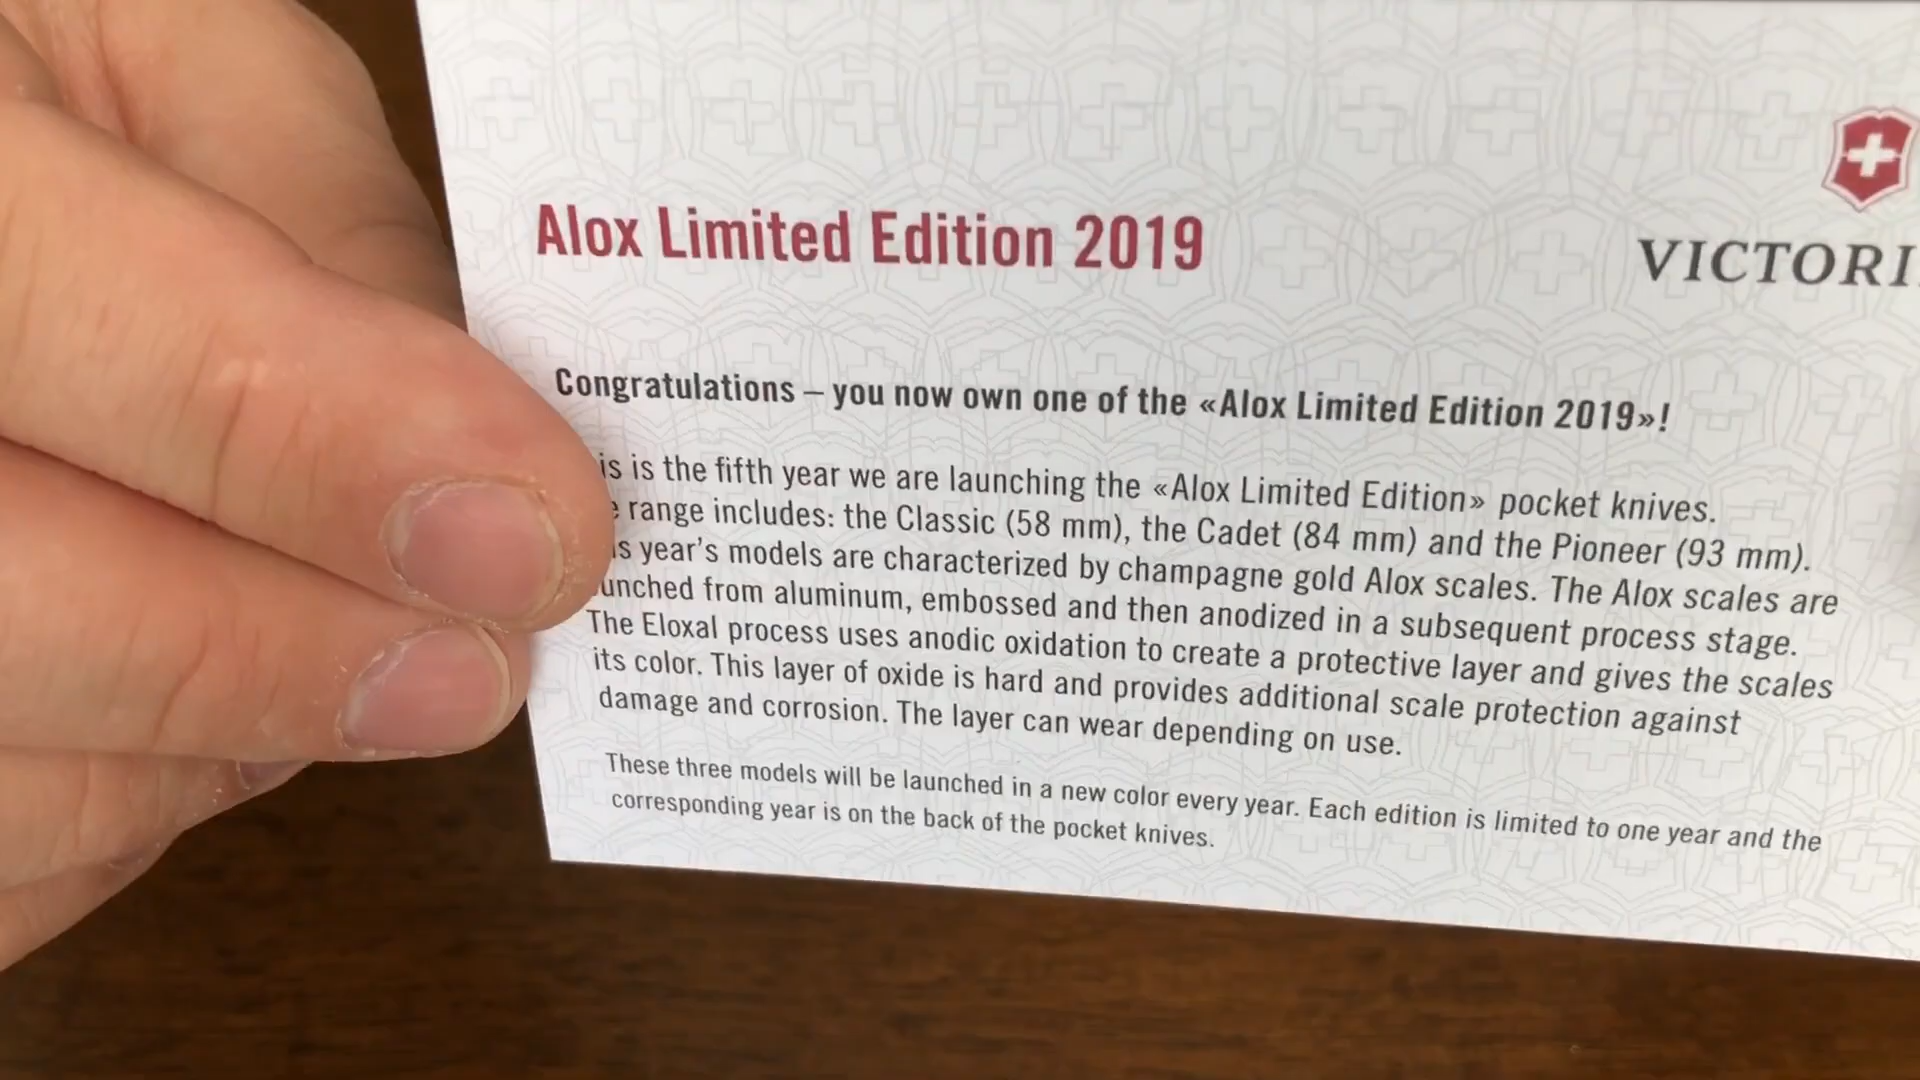 Alox Limited Edition 2019
VICTORI
Congratulations – you now own one of the «Alox Limited Edition 2019»!
is is the fifth year we are launching the «Alox Limited Edition» pocket knives.
e range includes: the Classic (58 mm), the Cadet (84 mm) and the Pioneer (93 mm).
is year's models are characterized by champagne gold Alox scales. The Alox scales are
unched from aluminum, embossed and then anodized in a subsequent process stage.
The Eloxal process uses anodic oxidation to create a protective layer and gives the scales
its color. This layer of oxide is hard and provides additional scale protection against
damage and corrosion. The layer can wear depending on use.
These three models will be launched in a new color every year. Each edition is limited to one year and the
corresponding year is on the back of the pocket knives.